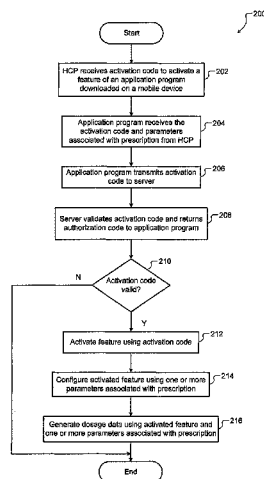 200
Start
HCP receives activation code to activate a
feature of an application program
downloaded on a mobile device
202
Application program receives the
activation code and parameters
associated with prescription from HCP
204
Application program transmits activation
code to server
206
Server validates activation code and returns
authorization code to application program
208
210
Activation code
valid?
N
Y
Activate feature using activation code
212
Configure activated feature using one or more
parameters associated with prescription
214
Generate dosage data using activated feature and
one or more parameters associated with prescription
216
End